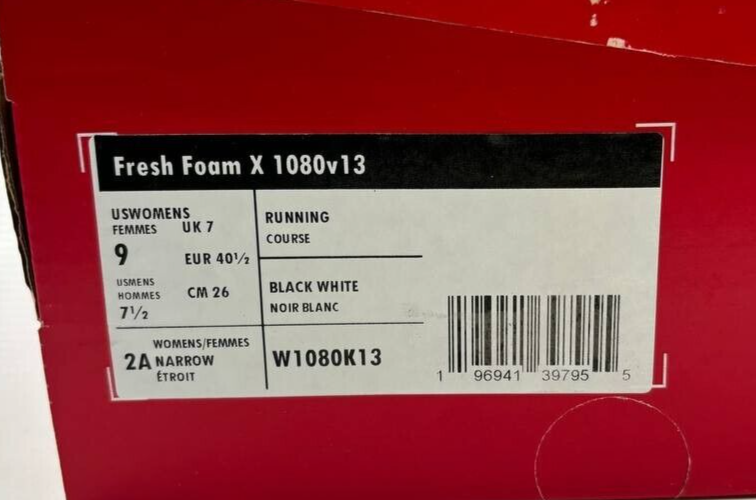 Fresh Foam X 1080v13
USWOMENS
FEMMES UK 7
9 EUR 40½
USMENS
HOMMES CM 26
7½
RUNNING
COURSE
BLACK WHITE
NOIR BLANC
WOMENS/FEMMES
2A NARROW
ÉTROIT
W1080K13
1 96941 39795 5